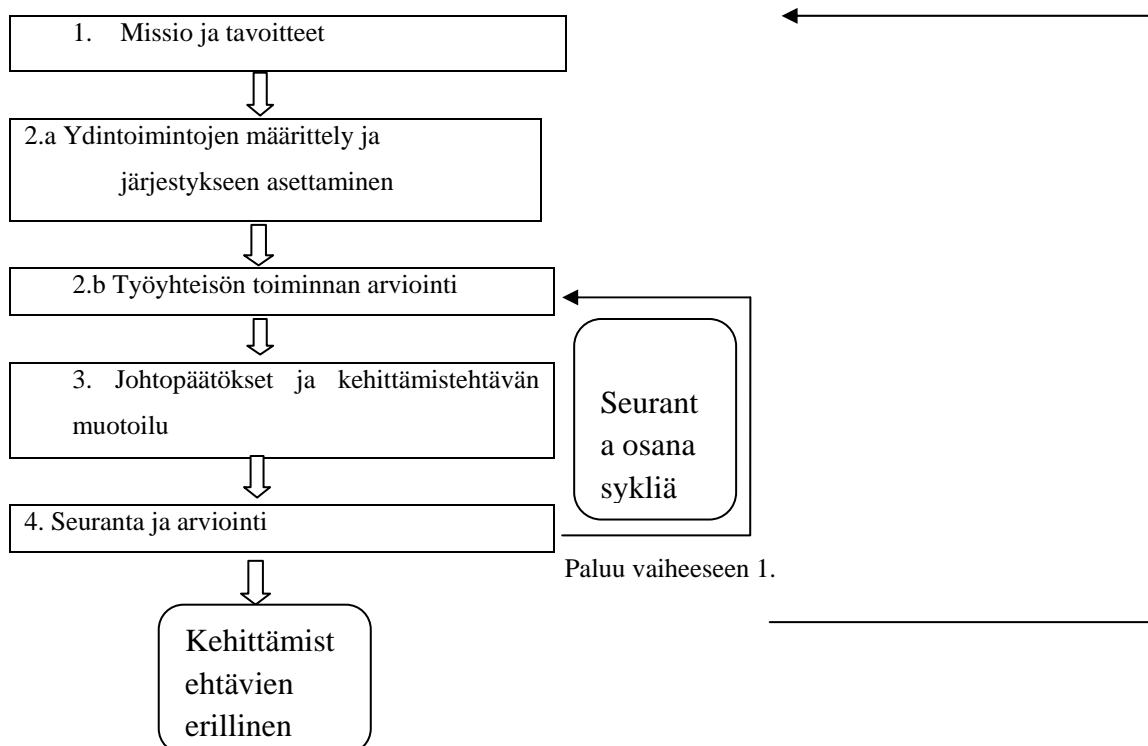 1. Missio ja tavoitteet
2.a Ydintoimintojen määrittely ja
järjestykseen asettaminen
2.b Työyhteisön toiminnan arviointi
3. Johtopäätökset ja kehittämistehtävän
muotoilu
Seurant
a osana
sykliä
4. Seuranta ja arviointi
Paluu vaiheeseen 1.
Kehittämist
ehtävien
erillinen